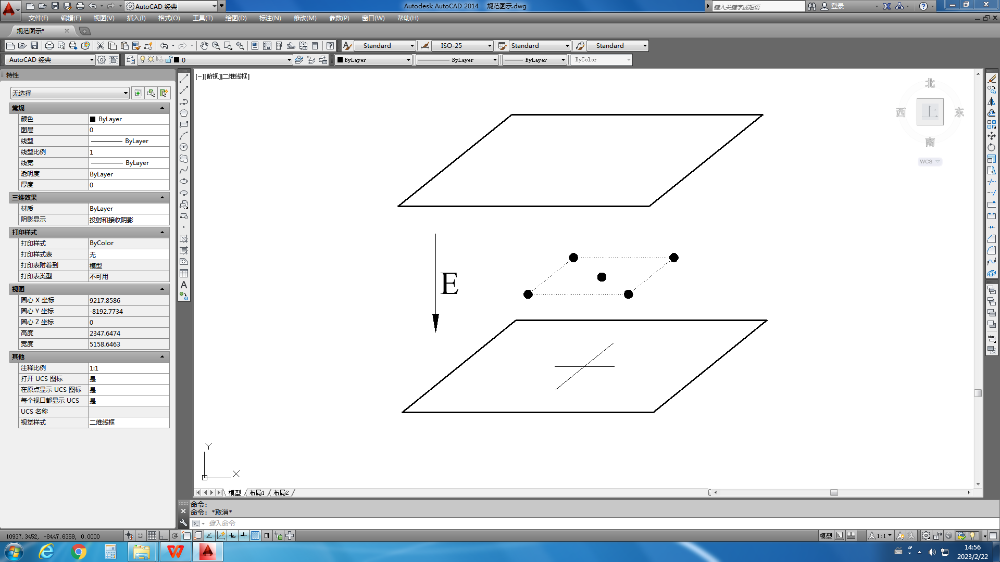 AutoCAD 经典
Autodesk AutoCAD 2014 规范图示.dwg
键入关键字或短语
登录
文件(F) 编辑(E) 视图(V) 插入(I) 格式(O) 工具(T) 绘图(D) 标注(N) 修改(M) 参数(P) 窗口(W) 帮助(H)
规范图示*
Standard ISO-25 Standard Standard
AutoCAD 经典 0 ByLayer ByLayer ByLayer ByColor
特性
无选择
常规
颜色 ByLayer
图层 0
线型 ByLayer
线型比例 1
线宽 ByLayer
透明度 ByLayer
厚度 0
三维效果
材质 ByLayer
阴影显示 投射和接收阴影
打印样式
打印样式 ByColor
打印样式表 无
打印表附着到 模型
打印表类型 不可用
视图
圆心 X 坐标 9217.8586
圆心 Y 坐标 -8192.7734
圆心 Z 坐标 0
高度 2347.6474
宽度 5158.6463
其他
注释比例 1:1
打开 UCS 图标 是
在原点显示 UCS 图标 是
每个视口都显示 UCS 是
UCS 名称
视觉样式 二维线框
[−][俯视][二维线框]
北
西 上 东
南
WCS
E
Y
X
模型 布局1 布局2
命令:
命令: *取消*
键入命令
10937.3452, -8447.6359, 0.0000
模型 1:1
14:56
2023/2/22